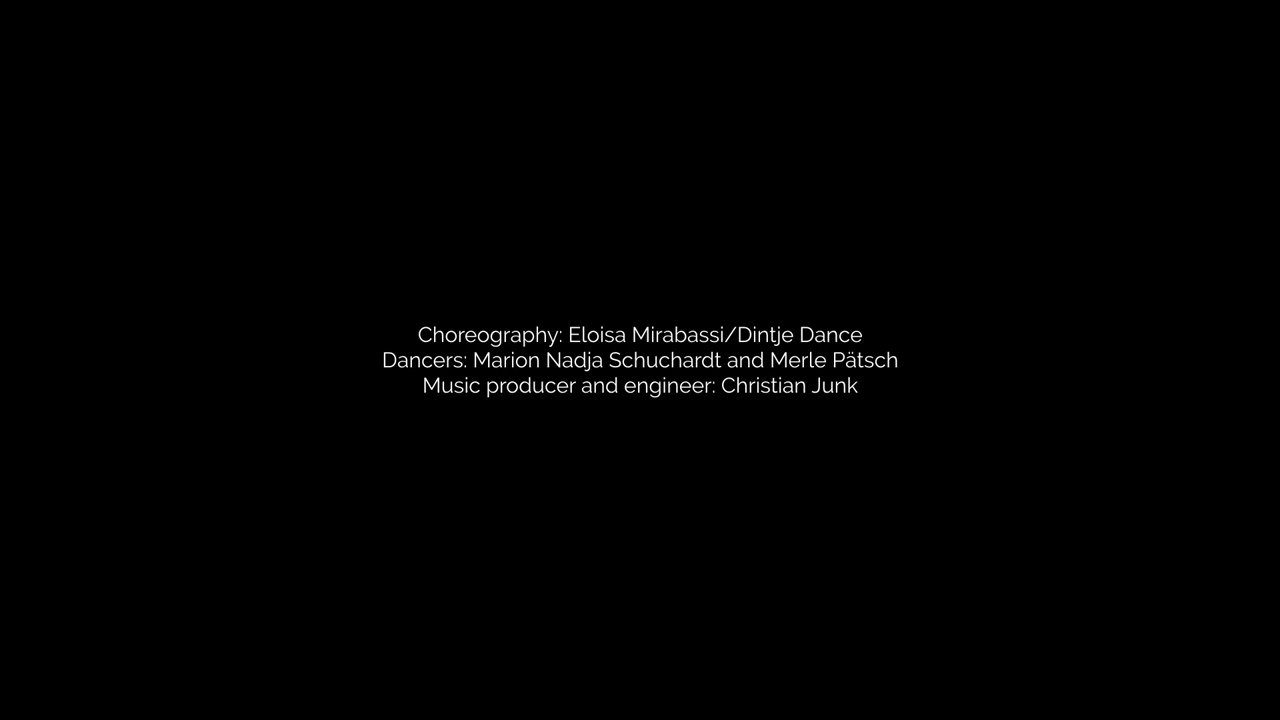 Choreography: Eloisa Mirabassi/Dintje Dance
Dancers: Marion Nadja Schuchardt and Merle Pätsch
Music producer and engineer: Christian Junk